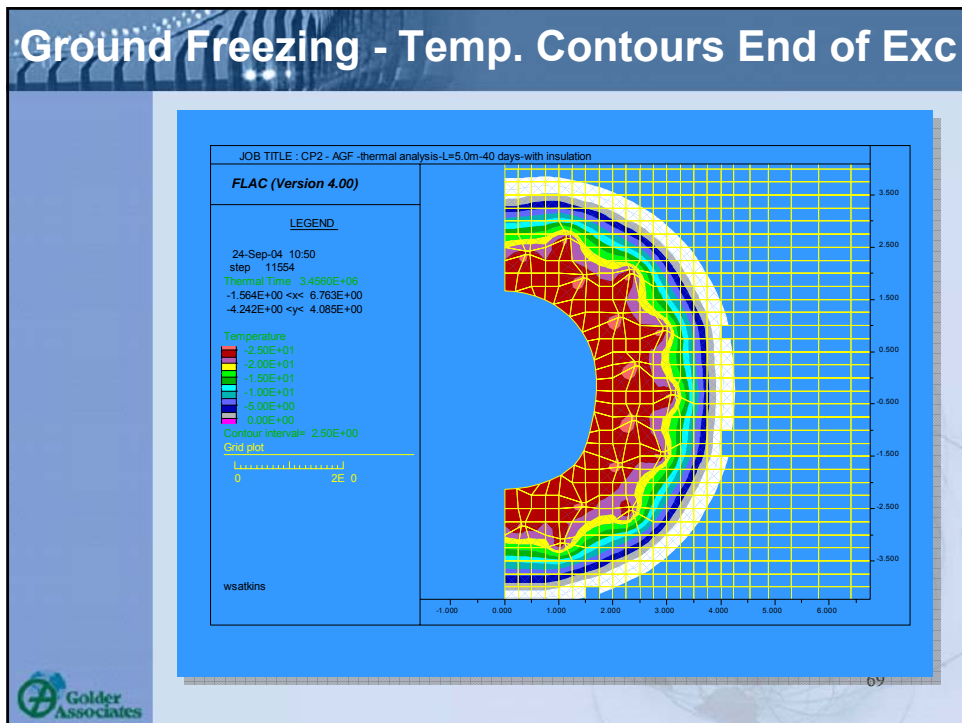 Ground Freezing - Temp. Contours End of Exc
JOB TITLE : CP2 - AGF -thermal analysis-L=5.0m-40 days-with insulation
FLAC (Version 4.00)
LEGEND
24-Sep-04 10:50
step 11554
Thermal Time 3.4560E+06
-1.564E+00 <x< 6.763E+00
-4.242E+00 <y< 4.085E+00
Temperature
-2.50E+01
-2.00E+01
-1.50E+01
-1.00E+01
-5.00E+00
0.00E+00
Contour interval= 2.50E+00
Grid plot
0 2E 0
wsatkins
3.500
2.500
1.500
0.500
-0.500
-1.500
-2.500
-3.500
-1.000 0.000 1.000 2.000 3.000 4.000 5.000 6.000
69
Golder
Associates